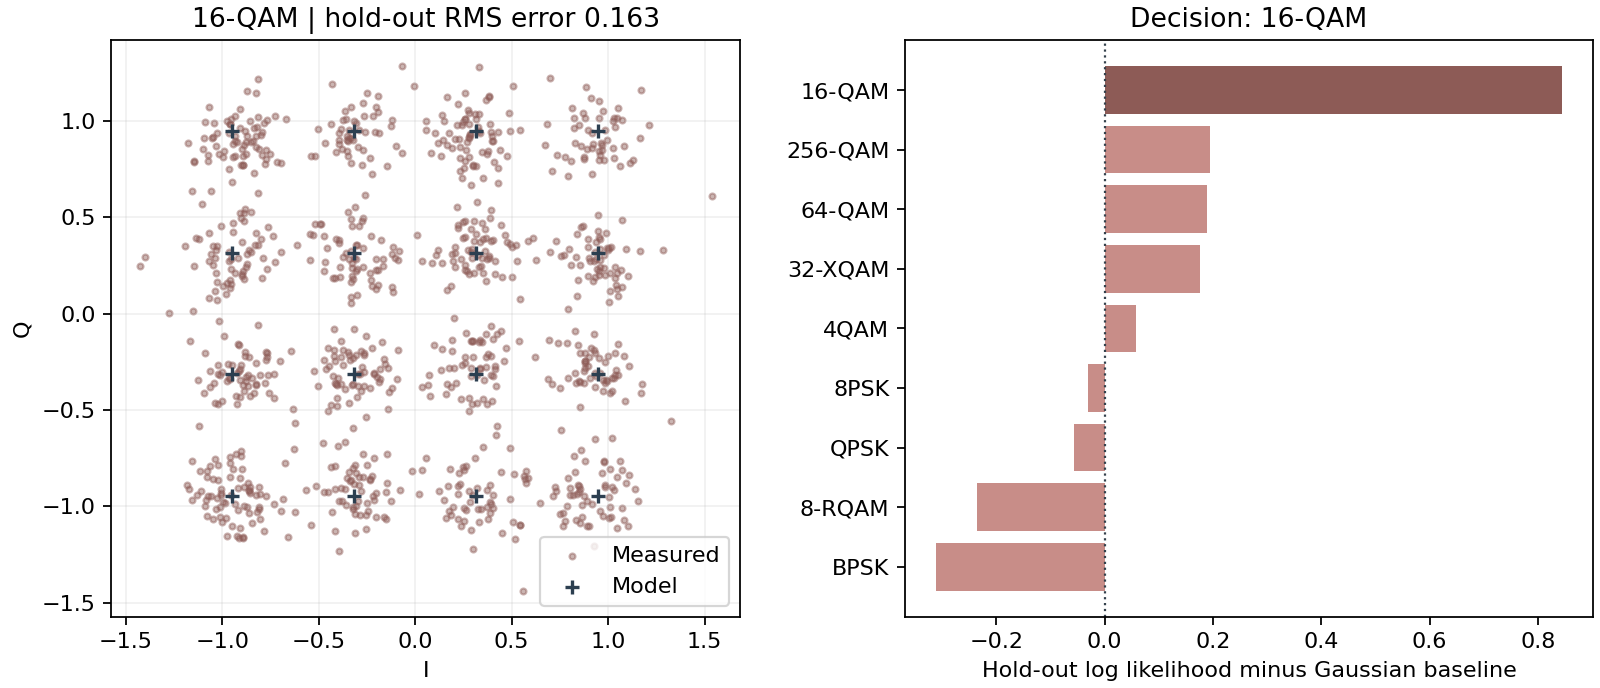 16-QAM | hold-out RMS error 0.163
1.0
0.5
0.0
−0.5
−1.0
−1.5
Q
−1.5 −1.0 −0.5 0.0 0.5 1.0 1.5
I
Measured
Model
Decision: 16-QAM
16-QAM
256-QAM
64-QAM
32-XQAM
4QAM
8PSK
QPSK
8-RQAM
BPSK
−0.2 0.0 0.2 0.4 0.6 0.8
Hold-out log likelihood minus Gaussian baseline